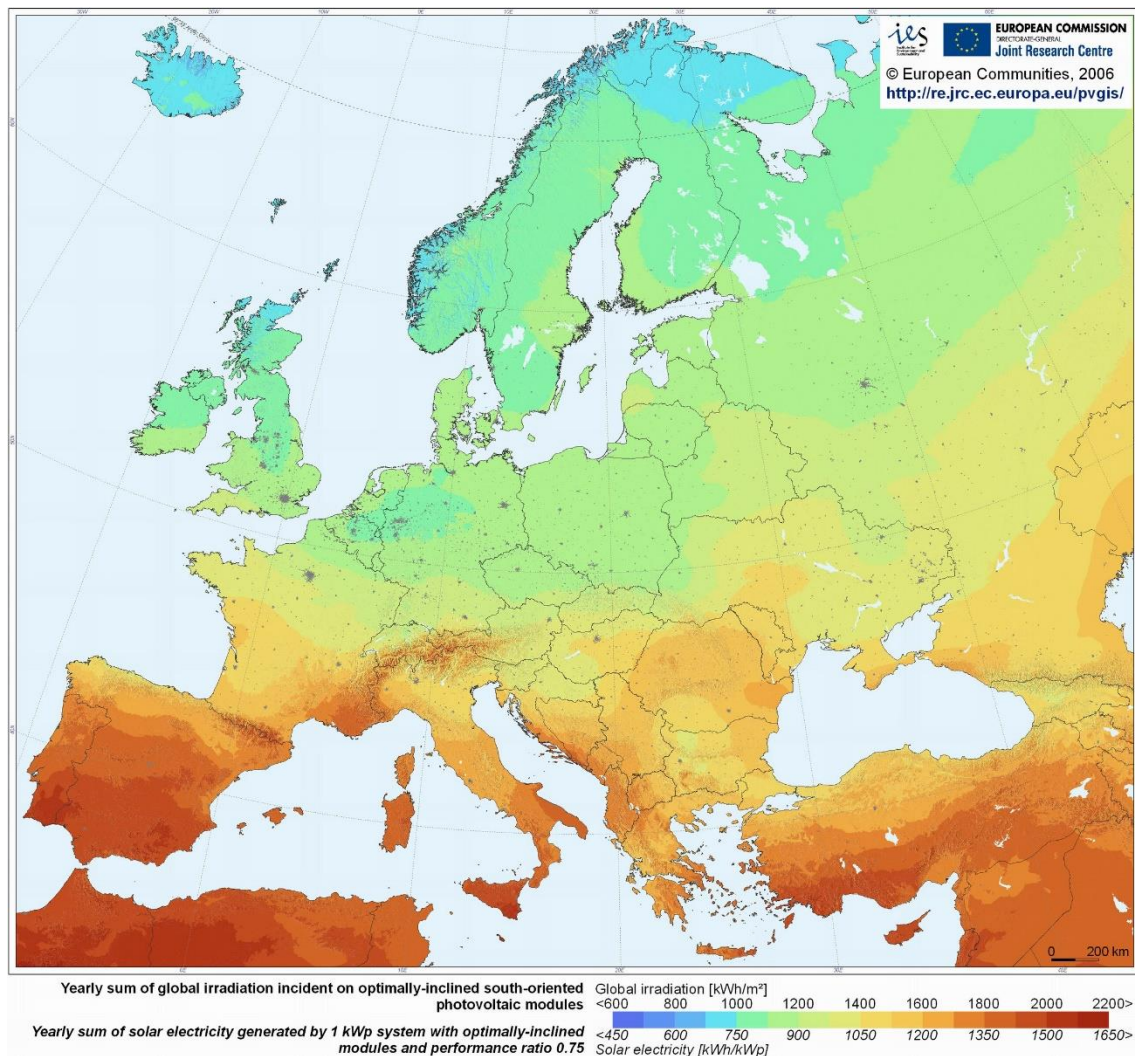 ies
EUROPEAN COMMISSION
DIRECTORATE-GENERAL
Joint Research Centre
© European Communities, 2006
http://re.jrc.ec.europa.eu/pvgis/
0 200 km
Yearly sum of global irradiation incident on optimally-inclined south-oriented
photovoltaic modules
Yearly sum of solar electricity generated by 1 kWp system with optimally-inclined
modules and performance ratio 0.75
Global irradiation [kWh/m²]
<600 800 1000 1200 1400 1600 1800 2000 2200>
<450 600 750 900 1050 1200 1350 1500 1650>
Solar electricity [kWh/kWp]